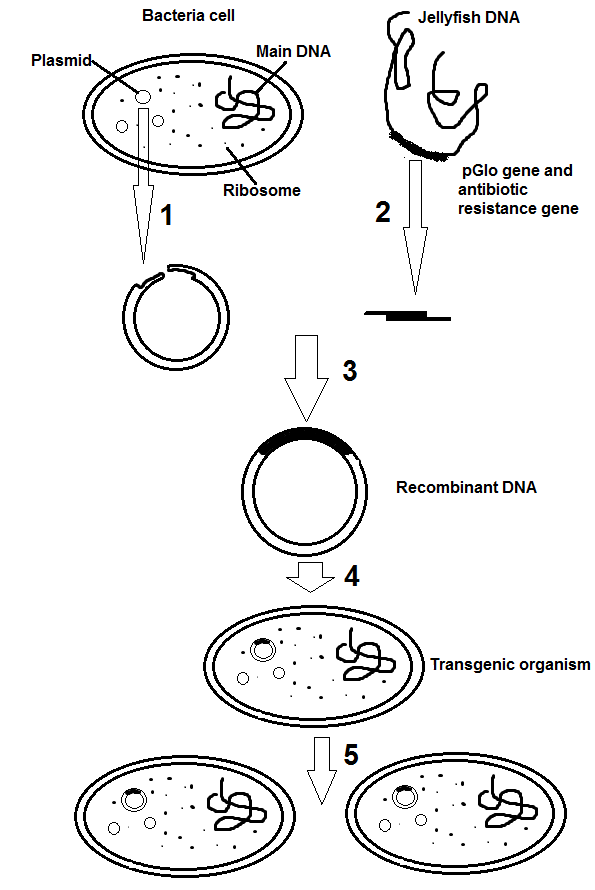 Bacteria cell
Jellyfish DNA
Plasmid
Main DNA
Ribosome
pGlo gene and
antibiotic
resistance gene
1
2
3
Recombinant DNA
4
Transgenic organism
5